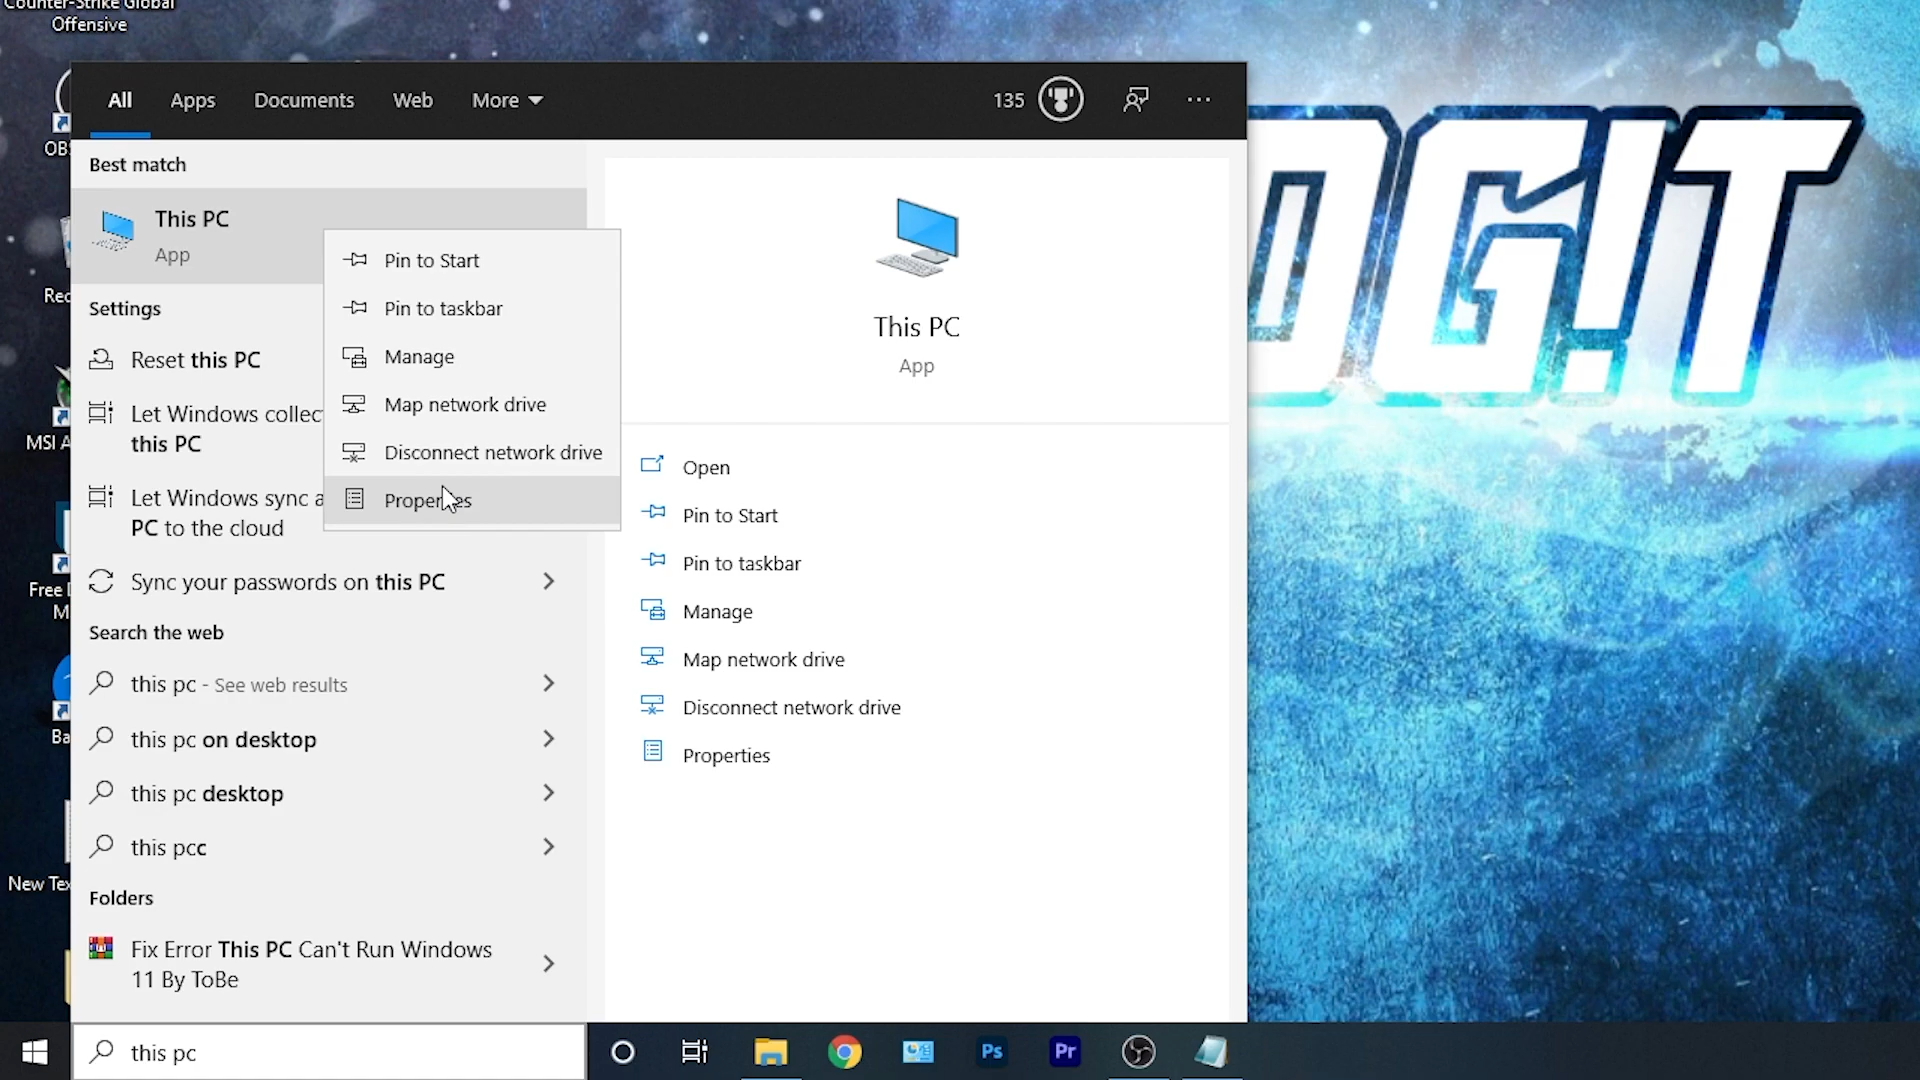 Counter-Strike Global
Offensive
All
Apps
Documents
Web
More
135
Best match
This PC
App
Pin to Start
Pin to taskbar
Manage
Map network drive
Disconnect network drive
Properties
Settings
Reset this PC
Let Windows collec
this PC
Let Windows sync a
PC to the cloud
Sync your passwords on this PC
Search the web
this pc - See web results
this pc on desktop
this pc desktop
this pcc
Folders
Fix Error This PC Can't Run Windows
11 By ToBe
This PC
App
Open
Pin to Start
Pin to taskbar
Manage
Map network drive
Disconnect network drive
Properties
OB
Rec
MSI A
Free
M
Ba
New Tex
G!T
this pc
Ps
Pr